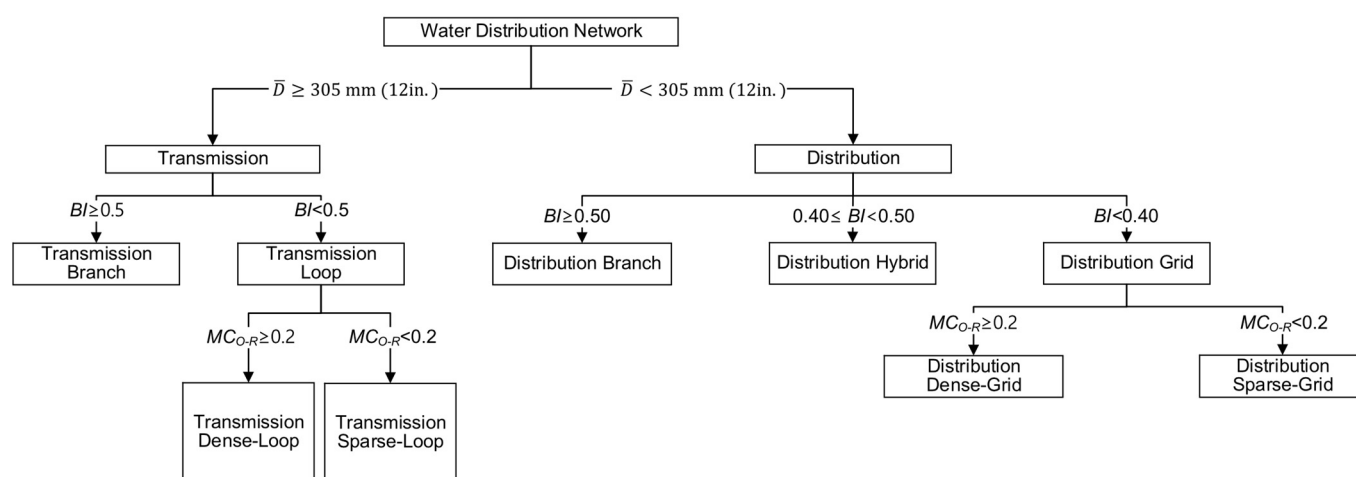 Water Distribution Network
D̅ ≥ 305 mm (12in.)
D̅ < 305 mm (12in.)
Transmission
Distribution
BI≥0.5
BI<0.5
BI≥0.50
0.40≤ BI<0.50
BI<0.40
Transmission
Branch
Transmission
Loop
Distribution Branch
Distribution Hybrid
Distribution Grid
MCO-R≥0.2
MCO-R<0.2
MCO-R≥0.2
MCO-R<0.2
Transmission
Dense-Loop
Transmission
Sparse-Loop
Distribution
Dense-Grid
Distribution
Sparse-Grid